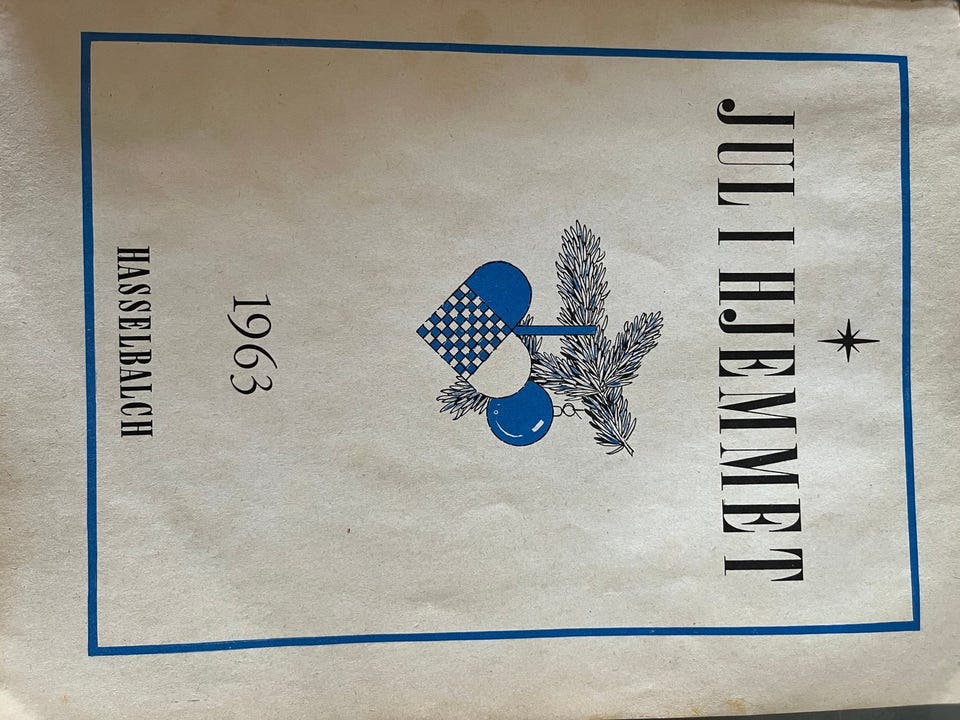 JUL I HJEMMET
1963
HASSELBALCH